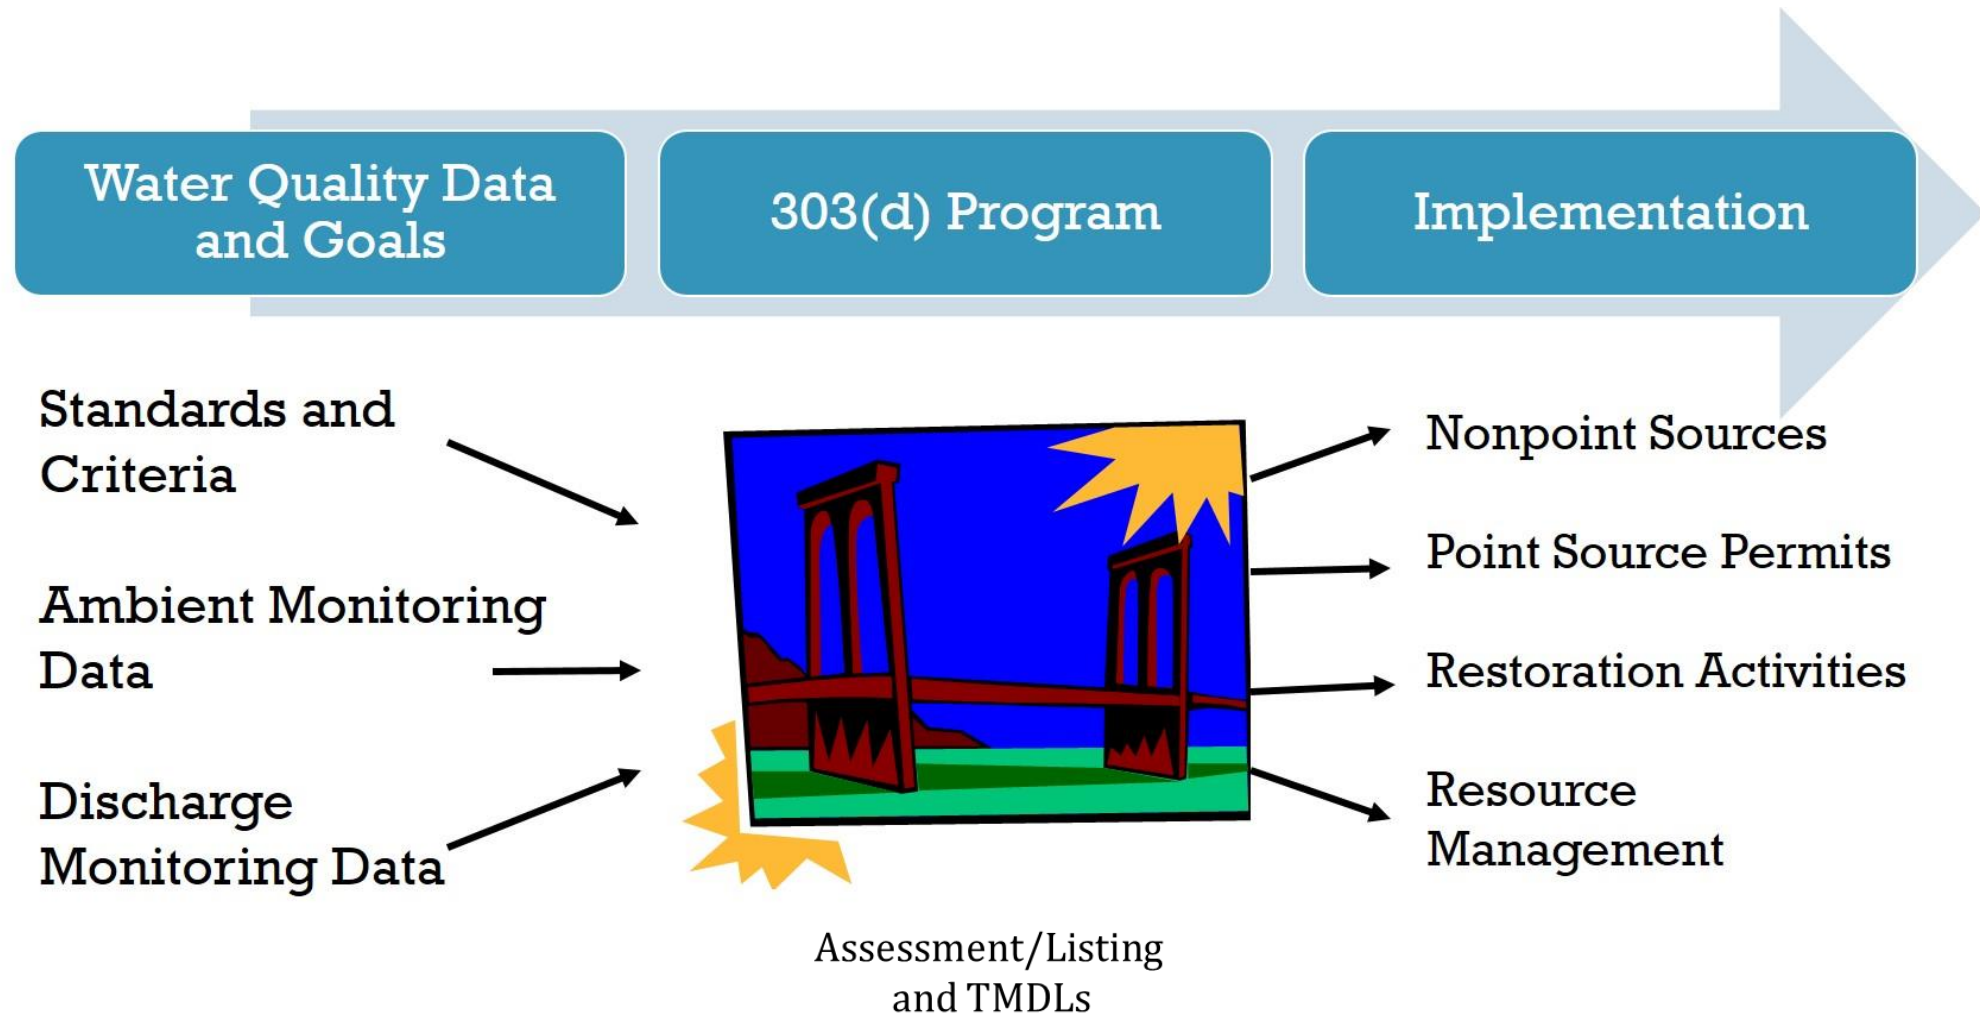 Water Quality Data
and Goals
303(d) Program
Implementation
Standards and
Criteria
Ambient Monitoring
Data
Discharge
Monitoring Data
Nonpoint Sources
Point Source Permits
Restoration Activities
Resource
Management
Assessment/Listing
and TMDLs